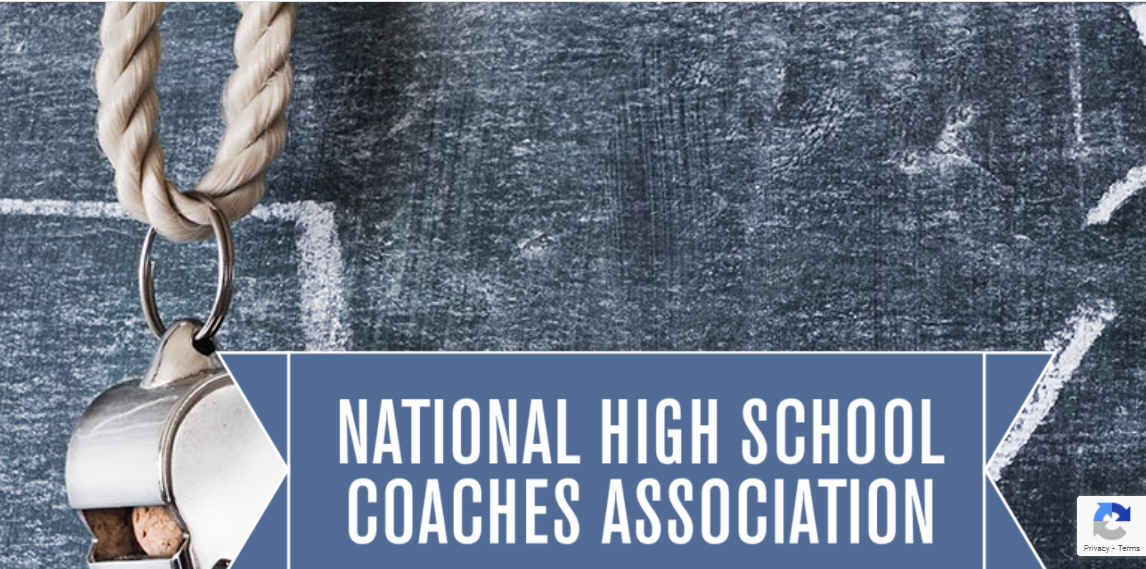 NATIONAL HIGH SCHOOL
COACHES ASSOCIATION
Privacy - Terms